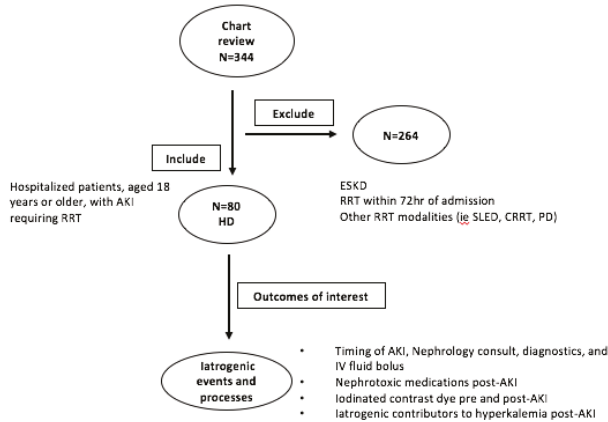 Chart
review
N=344
Exclude
N=264
Include
Hospitalized patients, aged 18
years or older, with AKI
requiring RRT
N=80
HD
ESKD
RRT within 72hr of admission
Other RRT modalities (ie SLED, CRRT, PD)
Outcomes of interest
Iatrogenic
events and
processes
• Timing of AKI, Nephrology consult, diagnostics, and
IV fluid bolus
• Nephrotoxic medications post-AKI
• Iodinated contrast dye pre and post-AKI
• Iatrogenic contributors to hyperkalemia post-AKI